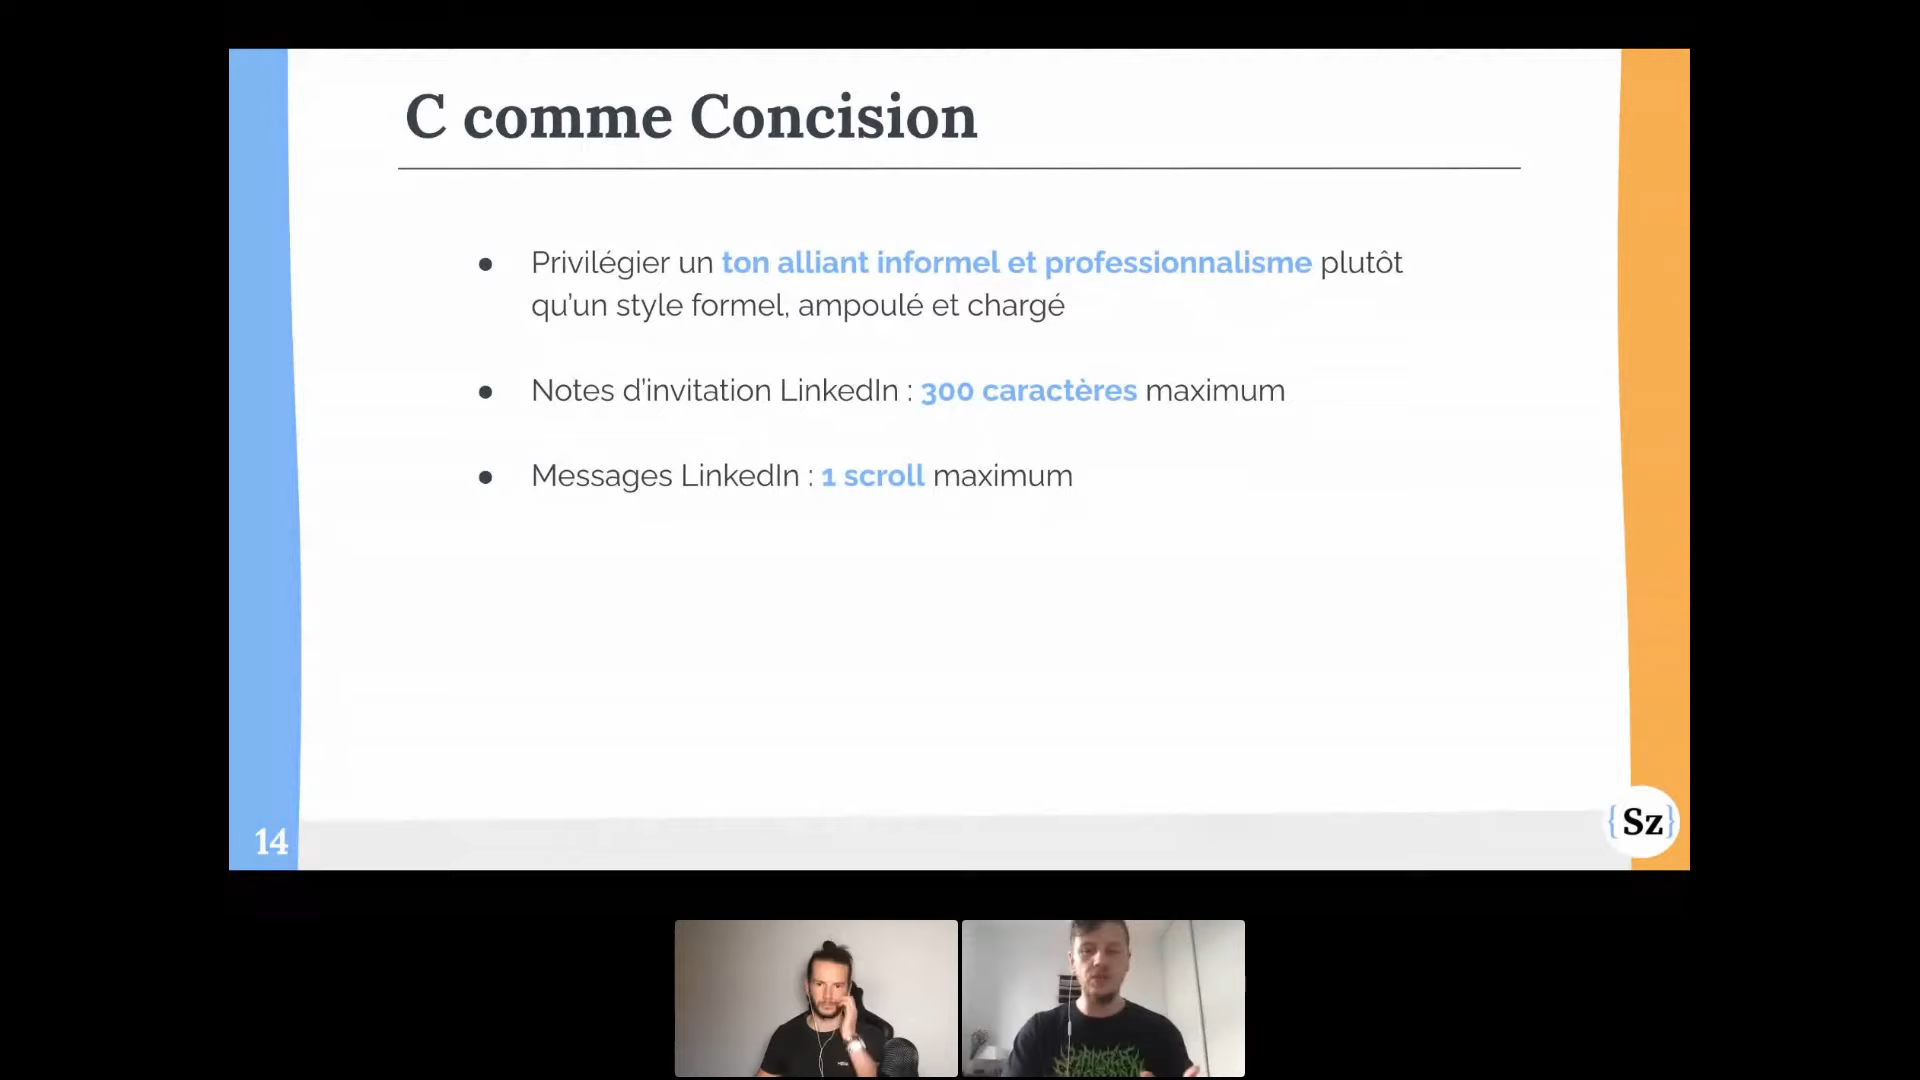 C comme Concision
● Privilégier un ton alliant informel et professionnalisme plutôt
qu'un style formel, ampoulé et chargé
● Notes d'invitation LinkedIn : 300 caractères maximum
● Messages LinkedIn : 1 scroll maximum
14
{Sz}